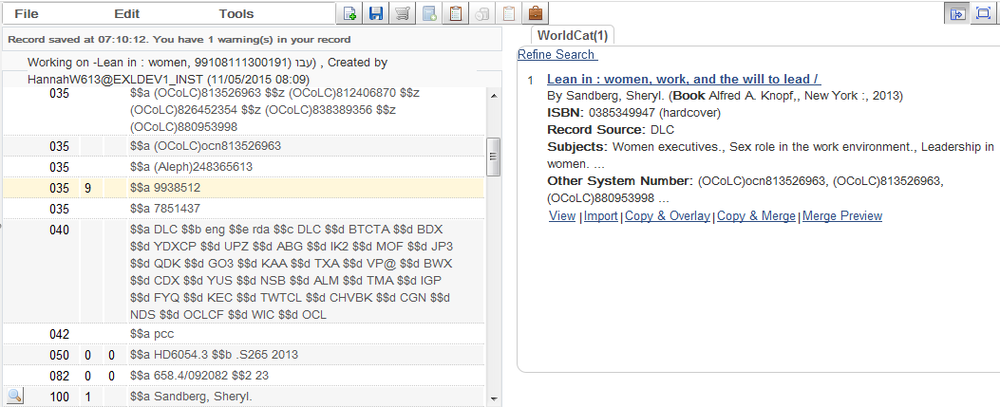 File Edit Tools
Record saved at 07:10:12. You have 1 warning(s) in your record
Working on -Lean in : women, 99108111300191) (עבו , Created by
HannahW613@EXLDEV1_INST (11/05/2015 08:09)
035 $$a (OCoLC)813526963 $$z (OCoLC)812406870 $$z
(OCoLC)826452354 $$z (OCoLC)838389356 $$z
(OCoLC)880953998
035 $$a (OCoLC)ocn813526963
035 $$a (Aleph)248365613
035 9 $$a 9938512
035 $$a 7851437
040 $$a DLC $$b eng $$e rda $$c DLC $$d BTCTA $$d BDX
$$d YDXCP $$d UPZ $$d ABG $$d IK2 $$d MOF $$d JP3
$$d QDK $$d GO3 $$d KAA $$d TXA $$d VP@ $$d BWX
$$d CDX $$d YUS $$d NSB $$d ALM $$d TMA $$d IGP
$$d FYQ $$d KEC $$d TWTCL $$d CHVBK $$d CGN $$d
NDS $$d OCLCF $$d WIC $$d OCL
042 $$a pcc
050 0 0 $$a HD6054.3 $$b .S265 2013
082 0 0 $$a 658.4/092082 $$2 23
100 1 $$a Sandberg, Sheryl.
WorldCat(1)
Refine Search
1 Lean in : women, work, and the will to lead /
By Sandberg, Sheryl. (Book Alfred A. Knopf,, New York :, 2013)
ISBN: 0385349947 (hardcover)
Record Source: DLC
Subjects: Women executives., Sex role in the work environment., Leadership in
women. ...
Other System Number: (OCoLC)ocn813526963, (OCoLC)813526963,
(OCoLC)880953998 ...
View | Import | Copy & Overlay | Copy & Merge | Merge Preview